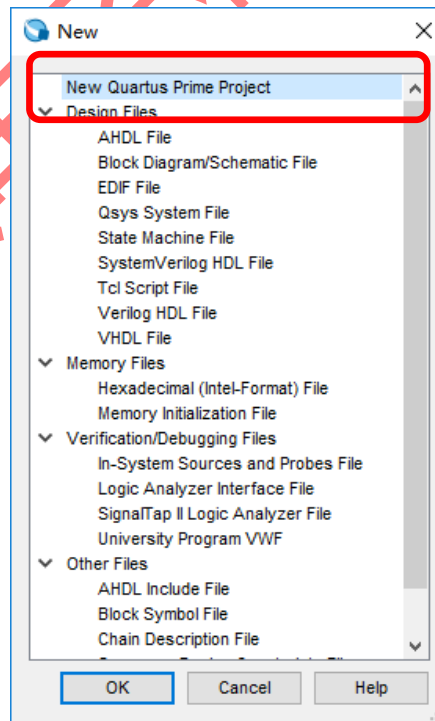 New
New Quartus Prime Project
Design Files
AHDL File
Block Diagram/Schematic File
EDIF File
Qsys System File
State Machine File
SystemVerilog HDL File
Tcl Script File
Verilog HDL File
VHDL File
Memory Files
Hexadecimal (Intel-Format) File
Memory Initialization File
Verification/Debugging Files
In-System Sources and Probes File
Logic Analyzer Interface File
SignalTap II Logic Analyzer File
University Program VWF
Other Files
AHDL Include File
Block Symbol File
Chain Description File
OK Cancel Help